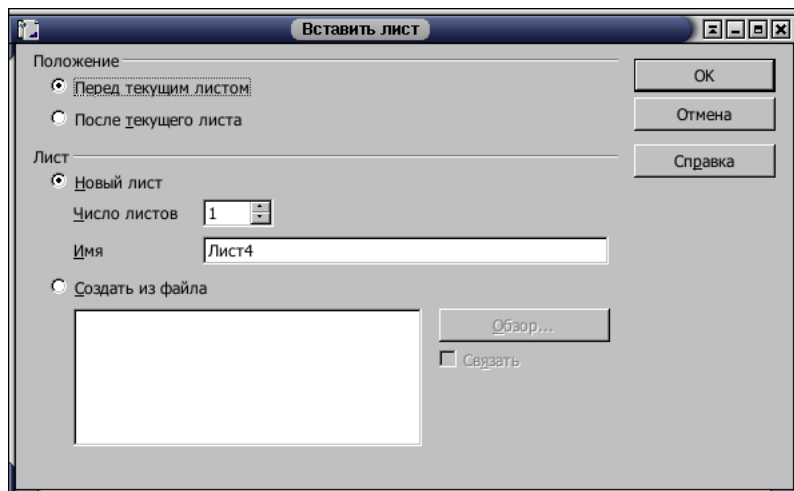 Вставить лист
Положение
Перед текущим листом
После текущего листа
OK
Отмена
Справка
Лист
Новый лист
Число листов 1
Имя Лист4
Создать из файла
Обзор...
Связать